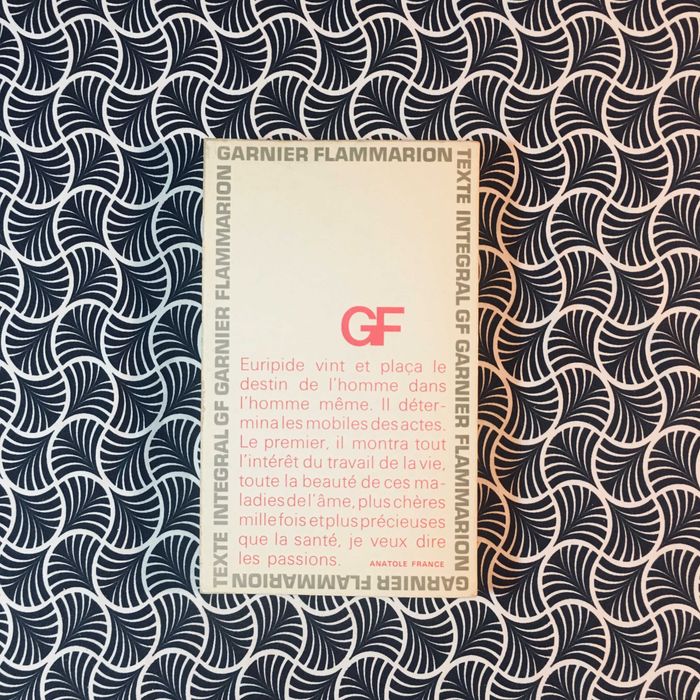 GARNIER FLAMMARION
TEXTE INTEGRAL GF GARNIER FLAMMARION
GF
Euripide vint et plaça le
destin de l'homme dans
l'homme même. Il déter-
mina les mobiles des actes.
Le premier, il montra tout
l'intérêt du travail de la vie,
toute la beauté de ces ma-
ladies de l'âme, plus chères
mille fois et plus précieuses
que la santé, je veux dire
les passions. ANATOLE FRANCE
TEXTE INTEGRAL GF GARNIER FLAMMARION
GARNIER FLAMMARION